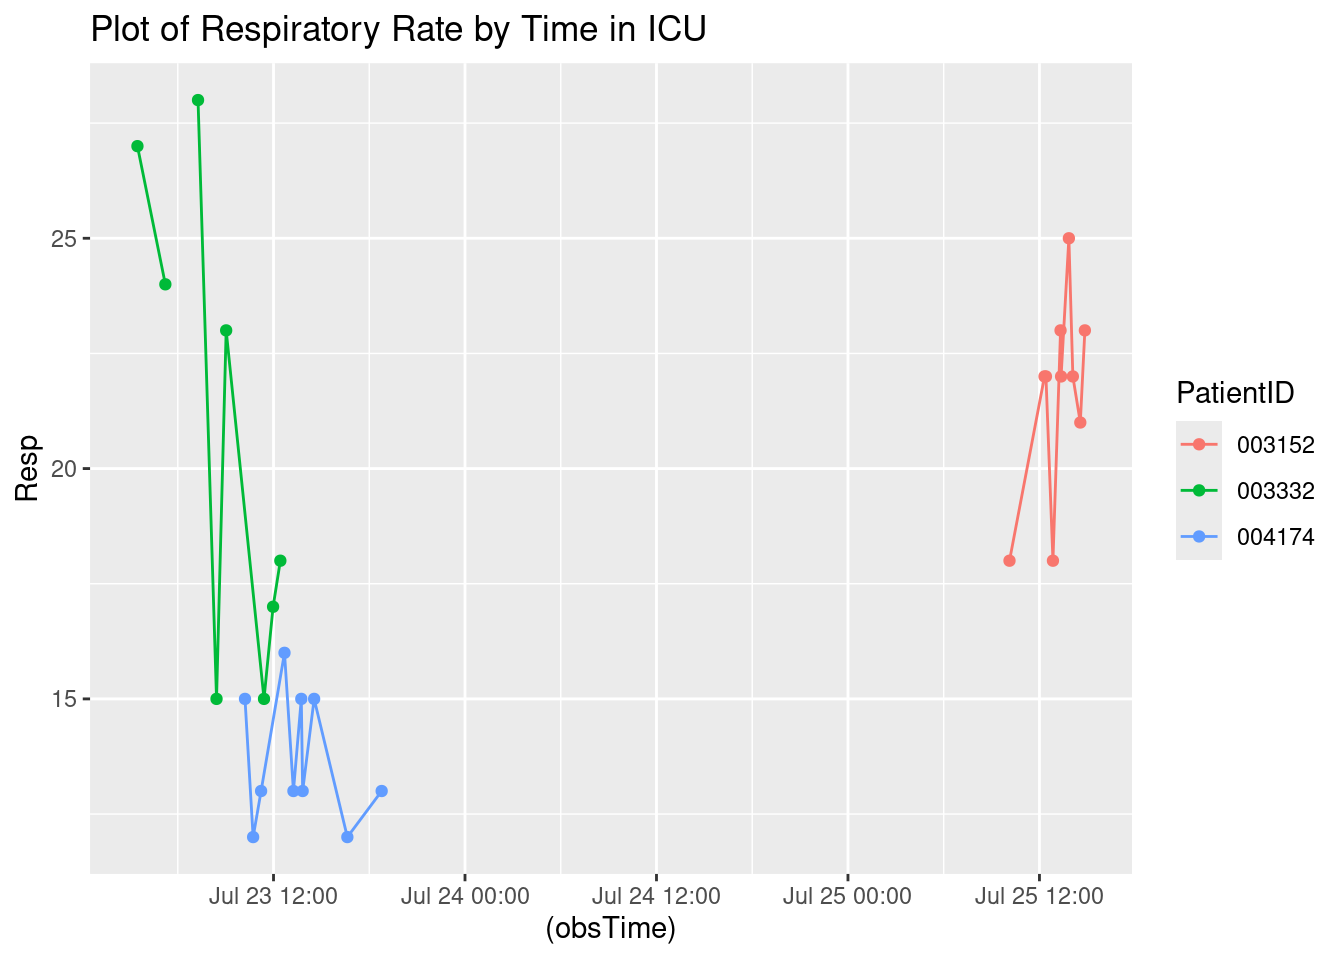 Plot of Respiratory Rate by Time in ICU
Resp
25
20
15
Jul 23 12:00
Jul 24 00:00
Jul 24 12:00
Jul 25 00:00
Jul 25 12:00
(obsTime)
PatientID
003152
003332
004174